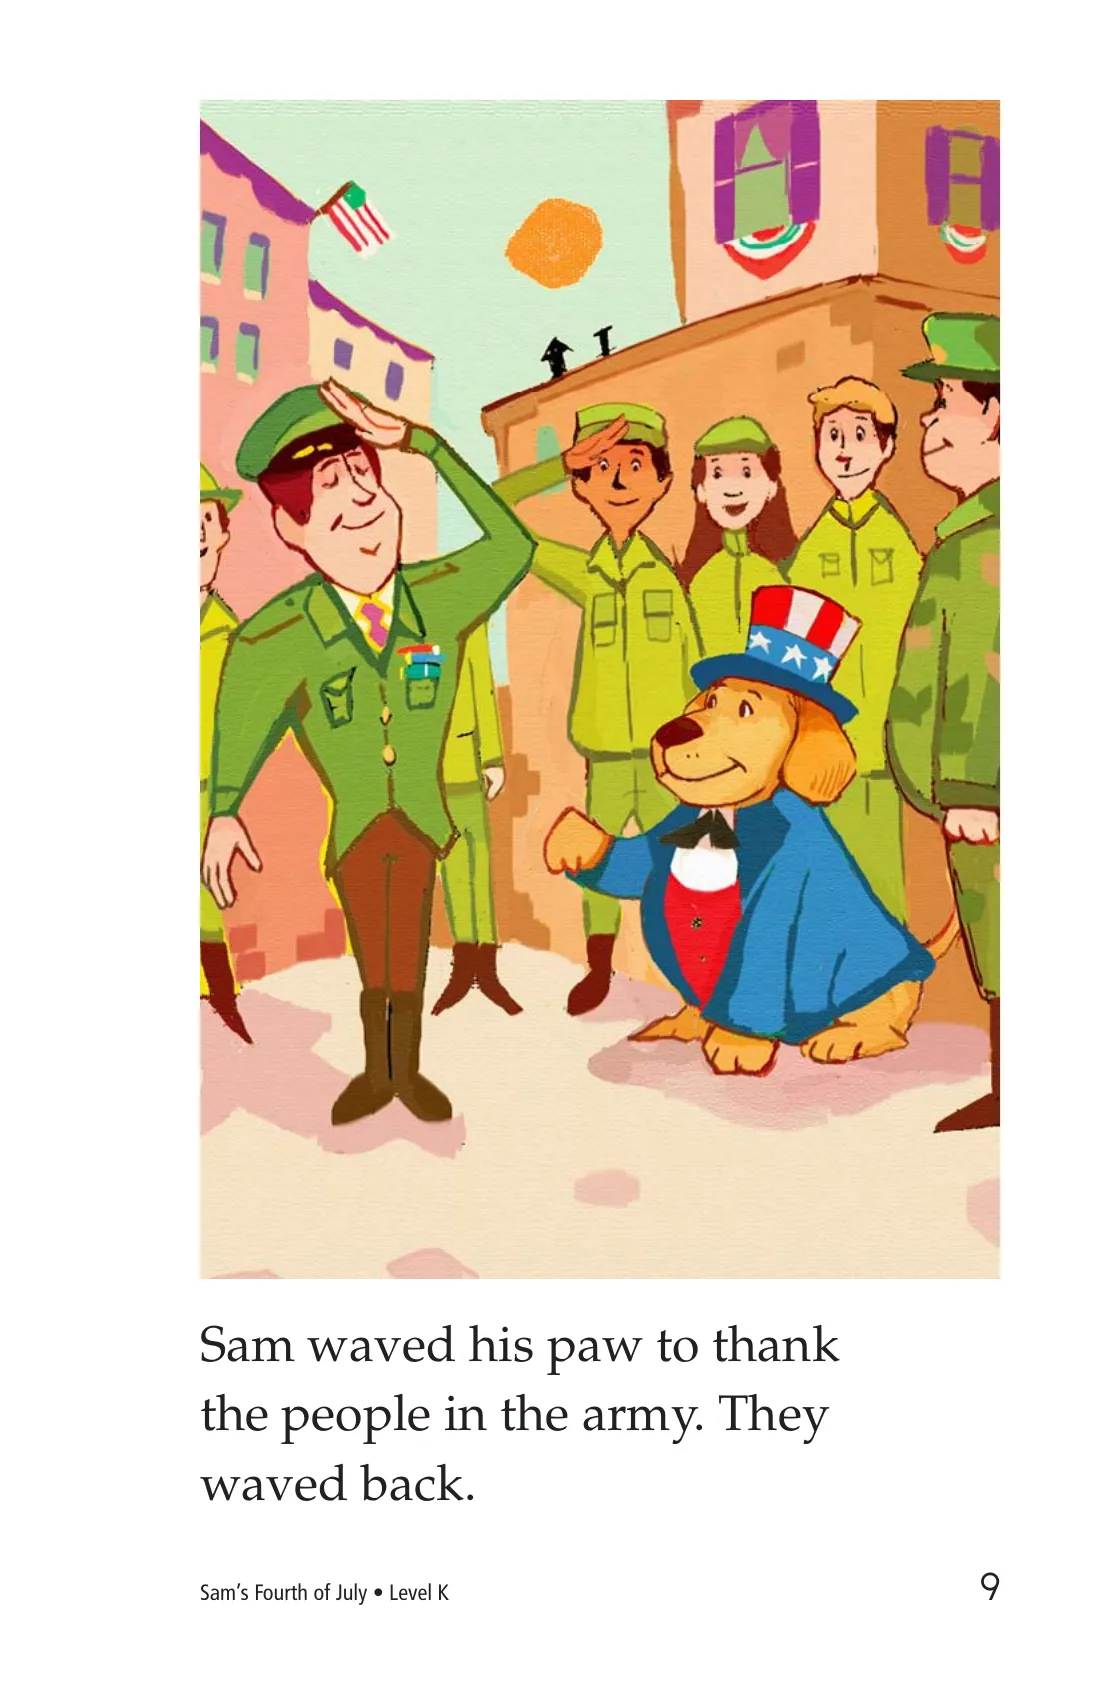 Sam waved his paw to thank
the people in the army. They
waved back.
Sam’s Fourth of July • Level K
9